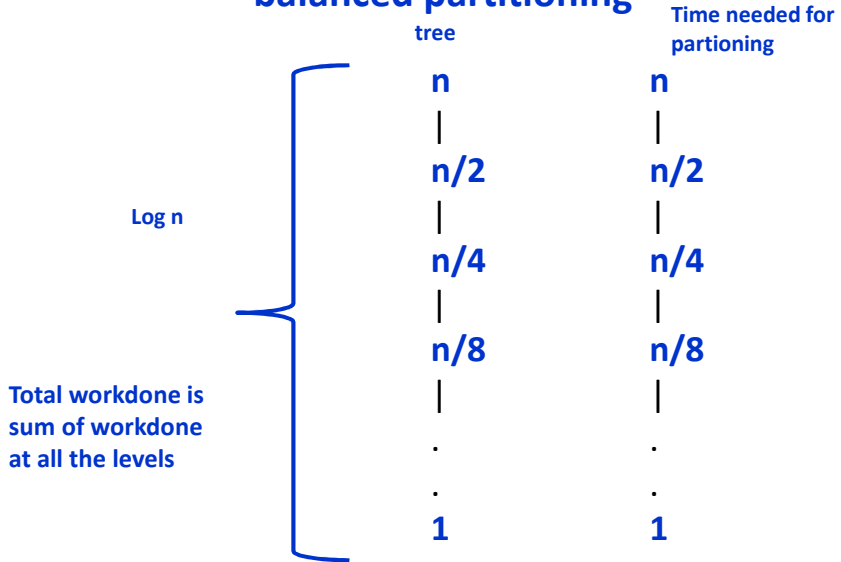 balanced partitioning
Time needed for
partioning
tree
n n
| |
n/2 n/2
Log n
| |
n/4 n/4
| |
n/8 n/8
Total workdone is
sum of workdone
at all the levels
| |
. .
. .
1 1